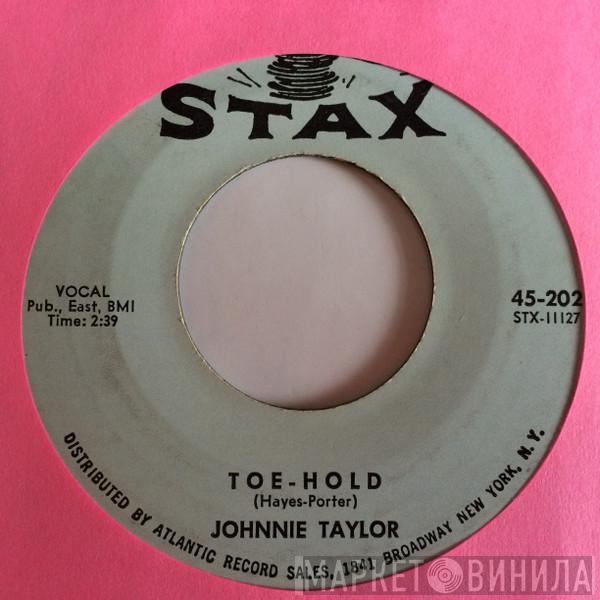 STAX
VOCAL
Pub., East, BMI
Time: 2:39
45-202
STX-11127
TOE-HOLD
(Hayes-Porter)
JOHNNIE TAYLOR
DISTRIBUTED BY ATLANTIC RECORD SALES, 1841 BROADWAY NEW YORK, N.Y.
МАРКЕТ ВИНИЛА